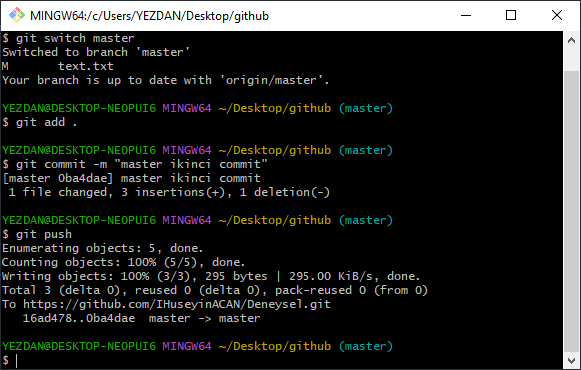 MINGW64:/c/Users/YEZDAN/Desktop/github
$ git switch master
Switched to branch 'master'
M       text.txt
Your branch is up to date with 'origin/master'.
YEZDAN@DESKTOP-NEOPUI6 MINGW64 ~/Desktop/github (master)
$ git add .
YEZDAN@DESKTOP-NEOPUI6 MINGW64 ~/Desktop/github (master)
$ git commit -m "master ikinci commit"
[master 0ba4dae] master ikinci commit
 1 file changed, 3 insertions(+), 1 deletion(-)
YEZDAN@DESKTOP-NEOPUI6 MINGW64 ~/Desktop/github (master)
$ git push
Enumerating objects: 5, done.
Counting objects: 100% (5/5), done.
Writing objects: 100% (3/3), 295 bytes | 295.00 KiB/s, done.
Total 3 (delta 0), reused 0 (delta 0), pack-reused 0 (from 0)
To https://github.com/IHuseyinACAN/Deneysel.git
   16ad478..0ba4dae  master -> master
YEZDAN@DESKTOP-NEOPUI6 MINGW64 ~/Desktop/github (master)
$